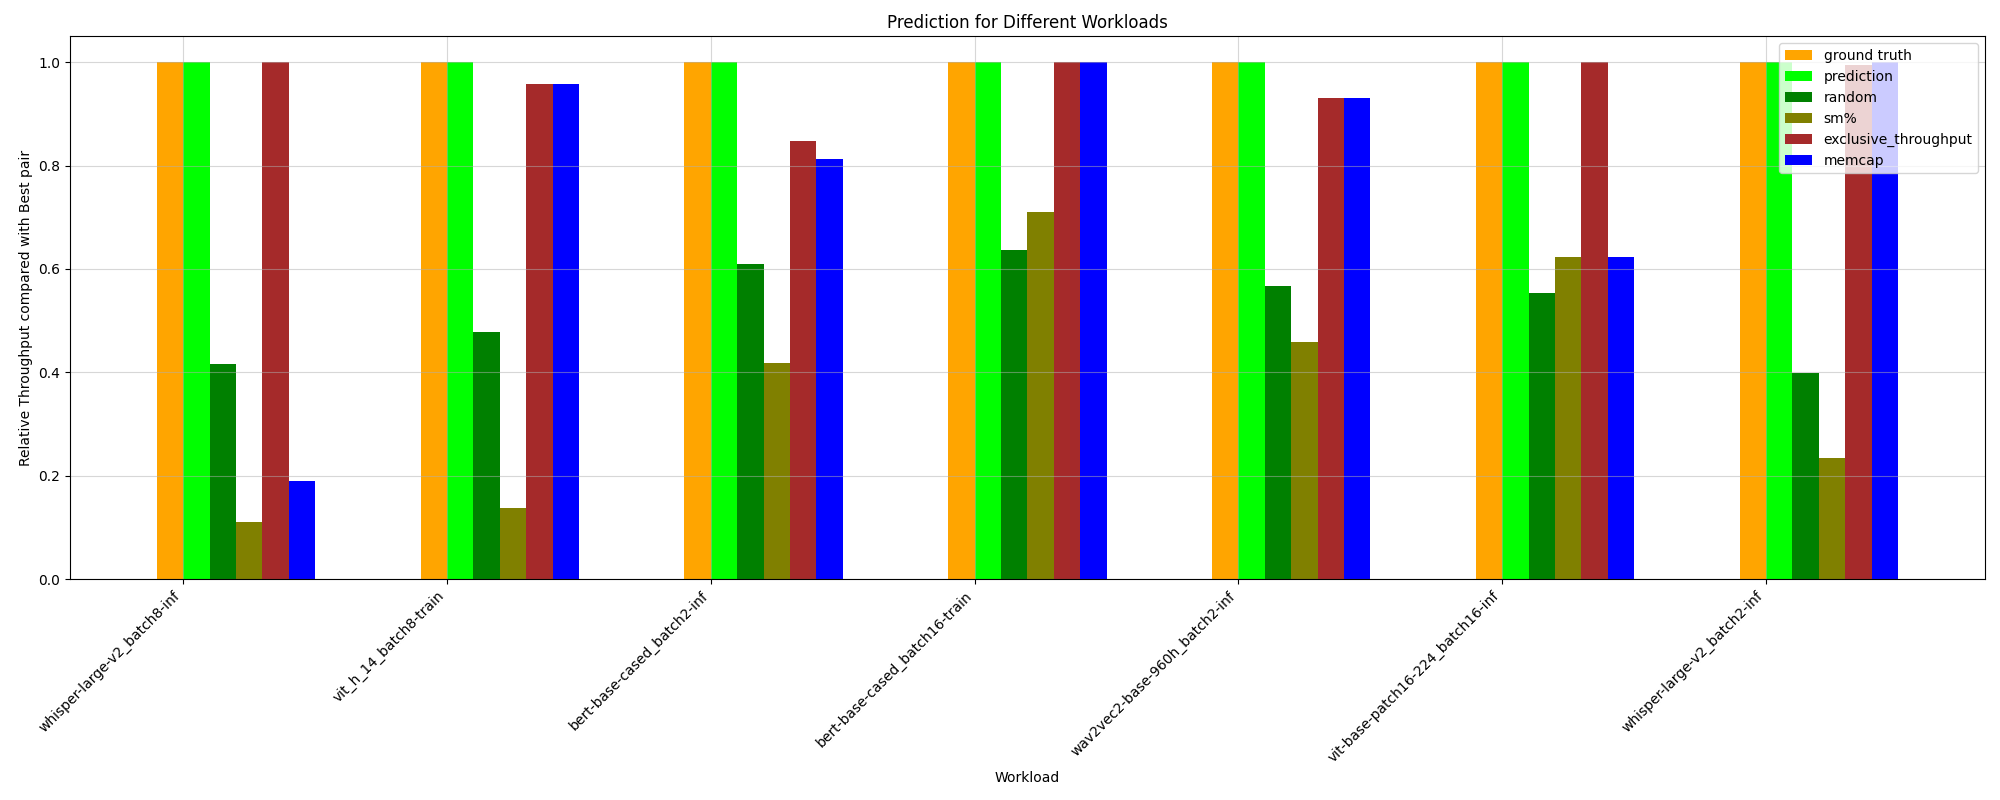 Prediction for Different Workloads
Relative Throughput compared with Best pair
1.0
0.8
0.6
0.4
0.2
0.0
ground truth
prediction
random
sm%
exclusive_throughput
memcap
whisper-large-v2_batch8-inf
vit_h_14_batch8-train
bert-base-cased_batch2-inf
bert-base-cased_batch16-train
wav2vec2-base-960h_batch2-inf
vit-base-patch16-224_batch16-inf
whisper-large-v2_batch2-inf
Workload